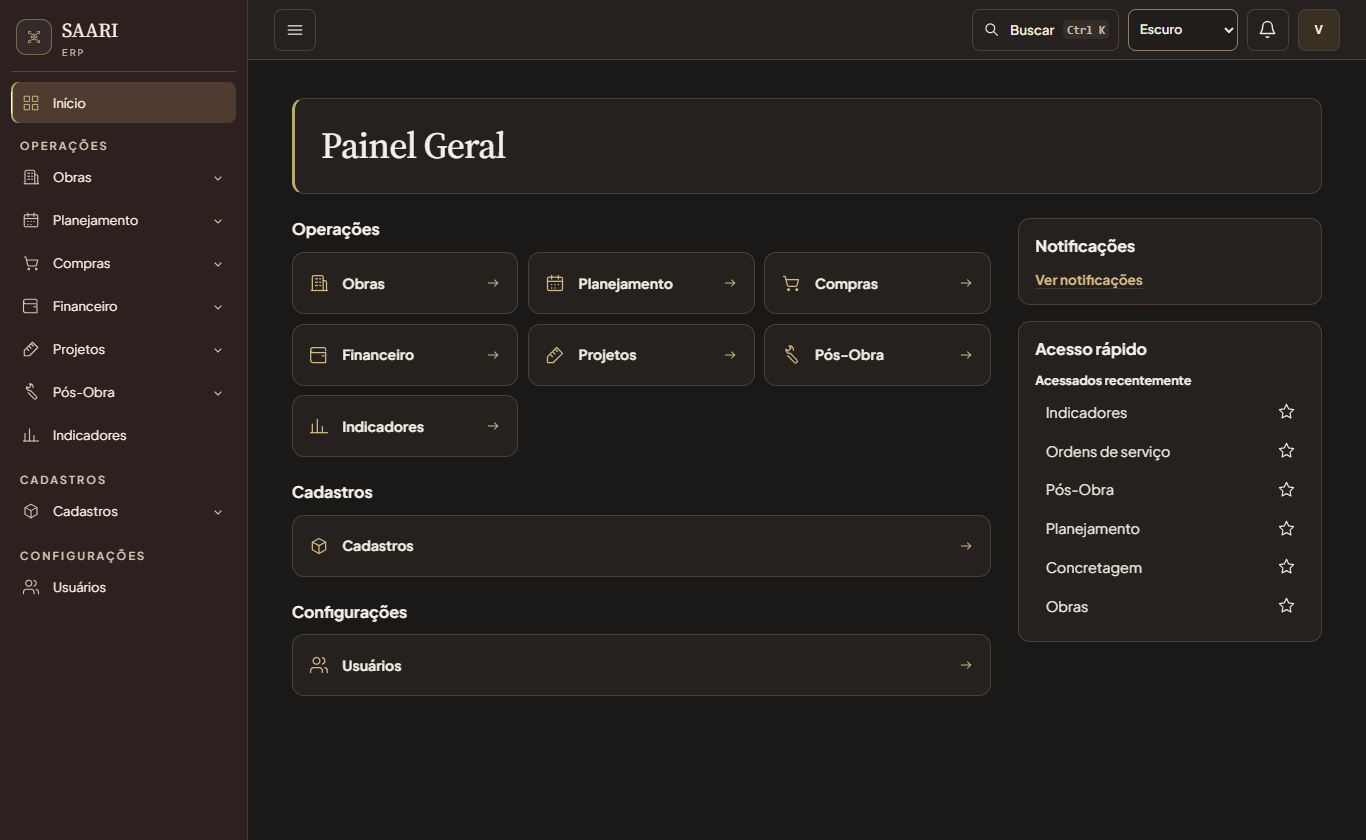 SAARI
ERP
Início
OPERAÇÕES
Obras
Planejamento
Compras
Financeiro
Projetos
Pós-Obra
Indicadores
CADASTROS
Cadastros
CONFIGURAÇÕES
Usuários
Buscar Ctrl K
Escuro
V
Painel Geral
Operações
Obras
Planejamento
Compras
Financeiro
Projetos
Pós-Obra
Indicadores
Cadastros
Cadastros
Configurações
Usuários
Notificações
Ver notificações
Acesso rápido
Acessados recentemente
Indicadores
Ordens de serviço
Pós-Obra
Planejamento
Concretagem
Obras